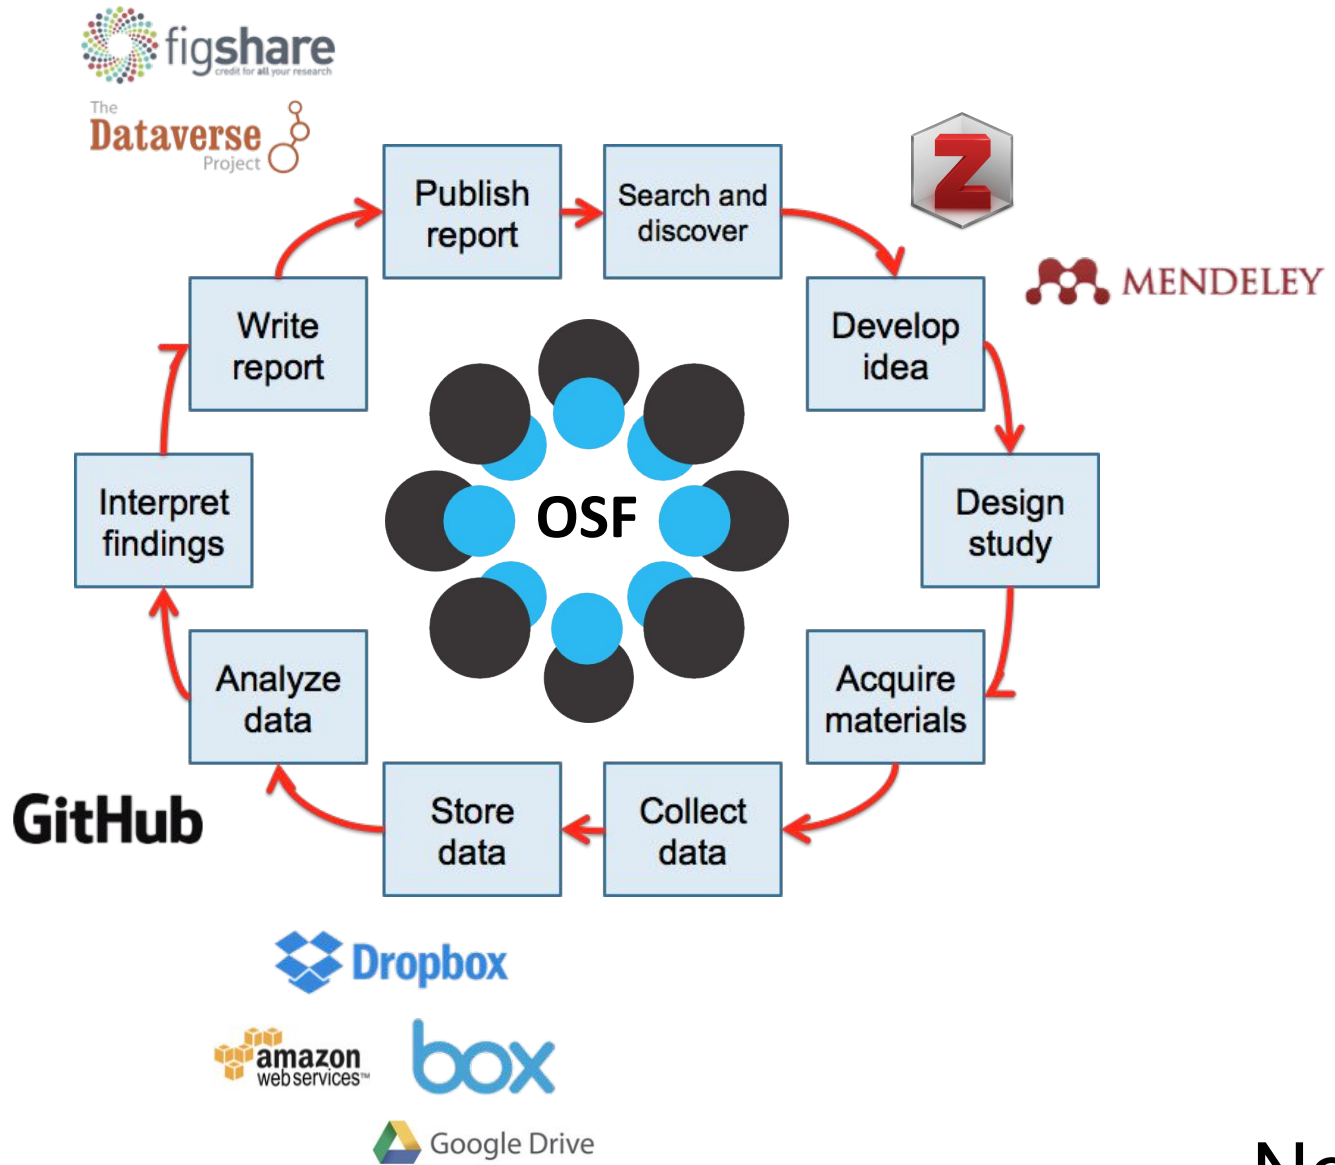 figshare
credit for all your research
The
Dataverse
Project
Publish
report
Search and
discover
Z
MENDELEY
Write
report
Develop
idea
Interpret
findings
OSF
Design
study
Analyze
data
Acquire
materials
GitHub
Store
data
Collect
data
Dropbox
amazon
webservices™
box
Google Drive